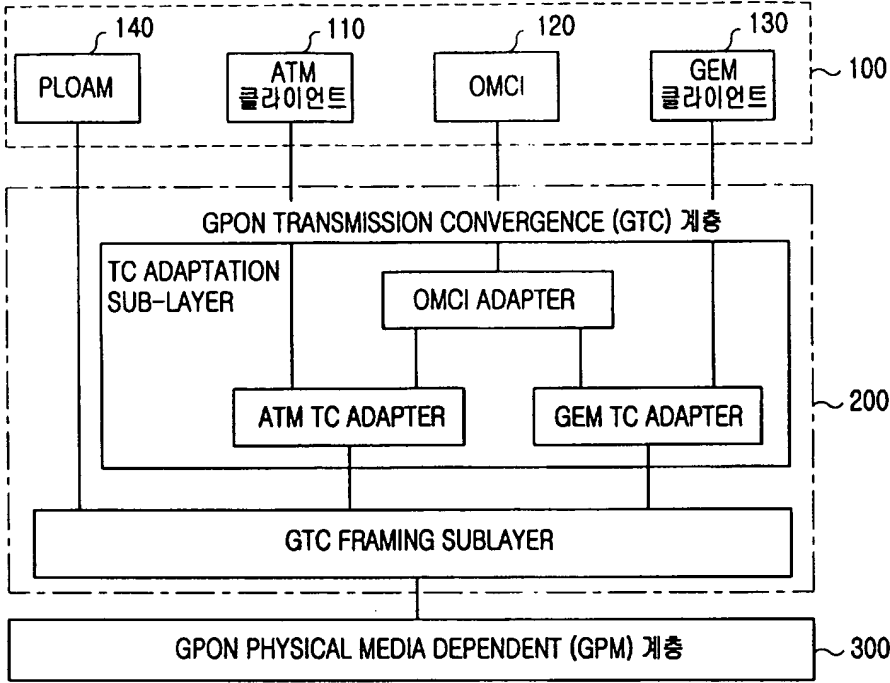 140
110
120
130
PLOAM
ATM
클라이언트
OMCI
GEM
클라이언트
100
GPON TRANSMISSION CONVERGENCE (GTC) 계층
TC ADAPTATION
SUB-LAYER
OMCI ADAPTER
ATM TC ADAPTER
GEM TC ADAPTER
200
GTC FRAMING SUBLAYER
GPON PHYSICAL MEDIA DEPENDENT (GPM) 계층
300